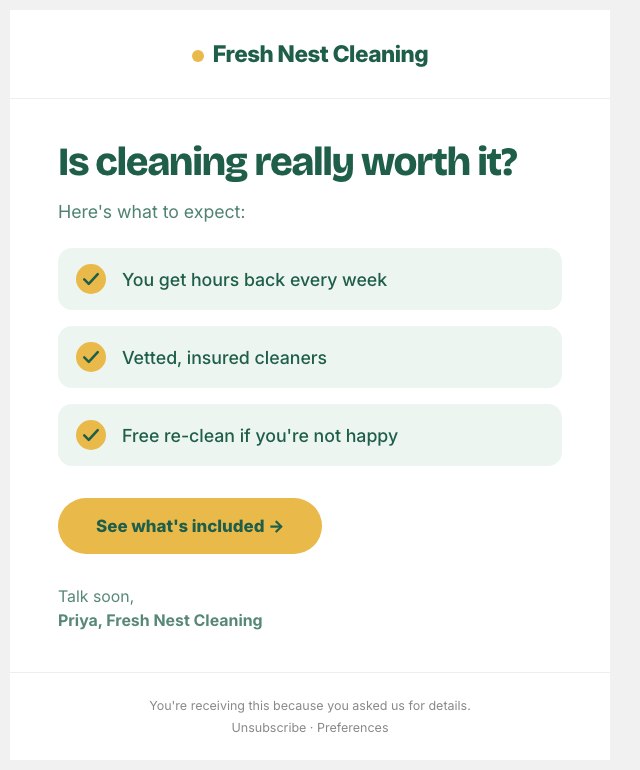 Fresh Nest Cleaning
Is cleaning really worth it?
Here's what to expect:
You get hours back every week
Vetted, insured cleaners
Free re-clean if you're not happy
See what's included →
Talk soon,
Priya, Fresh Nest Cleaning
You're receiving this because you asked us for details.
Unsubscribe · Preferences